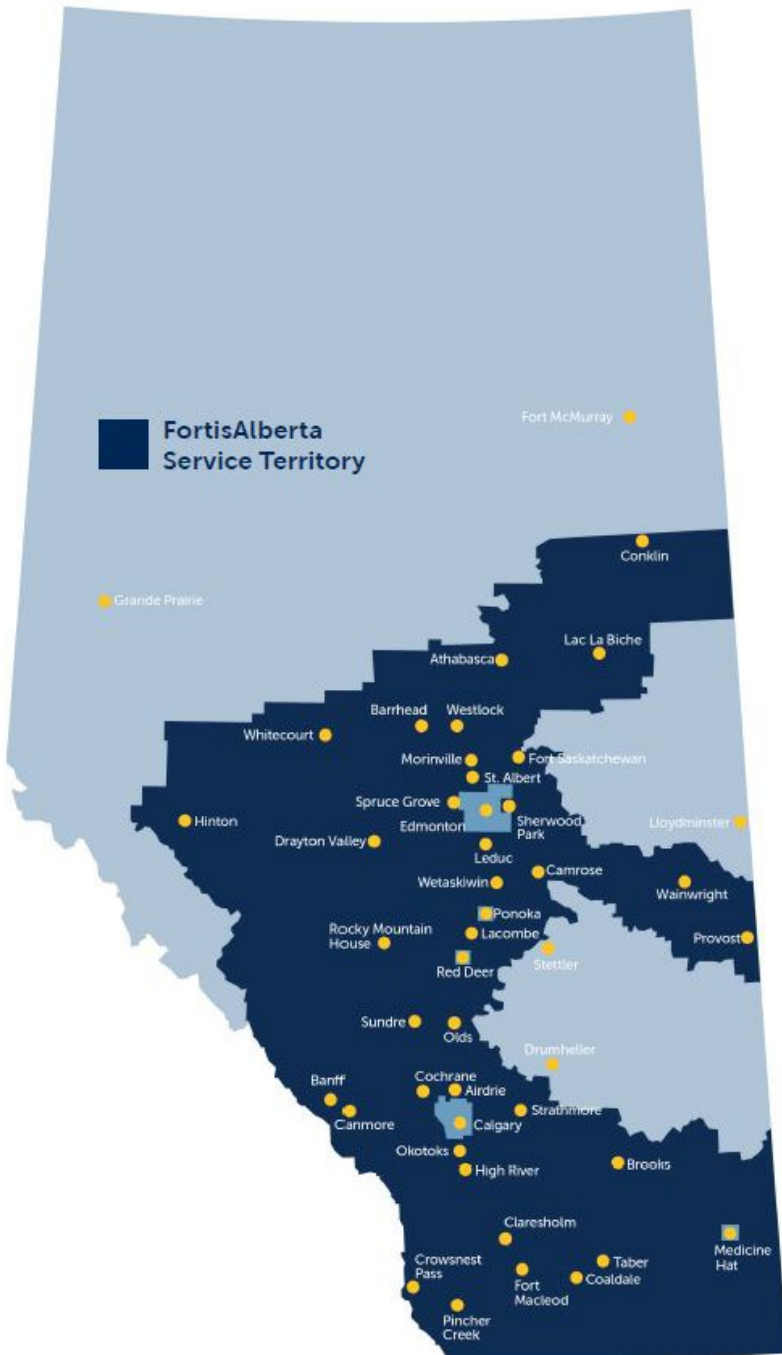 FortisAlberta
Service Territory
Fort McMurray
Conklin
Grande Prairie
Lac La Biche
Athabasca
Barrhead
Westlock
Whitecourt
Morinville
Fort Saskatchewan
St. Albert
Spruce Grove
Edmonton
Sherwood
Park
Hinton
Lloydminster
Drayton Valley
Leduc
Camrose
Wetaskiwin
Wainwright
Ponoka
Rocky Mountain
House
Lacombe
Provost
Red Deer
Stettler
Sundre
Olds
Drumheller
Cochrane
Banff
Airdrie
Canmore
Strathmore
Calgary
Okotoks
High River
Brooks
Claresholm
Medicine
Hat
Crowsnest
Pass
Taber
Coaldale
Fort
Macleod
Pincher
Creek